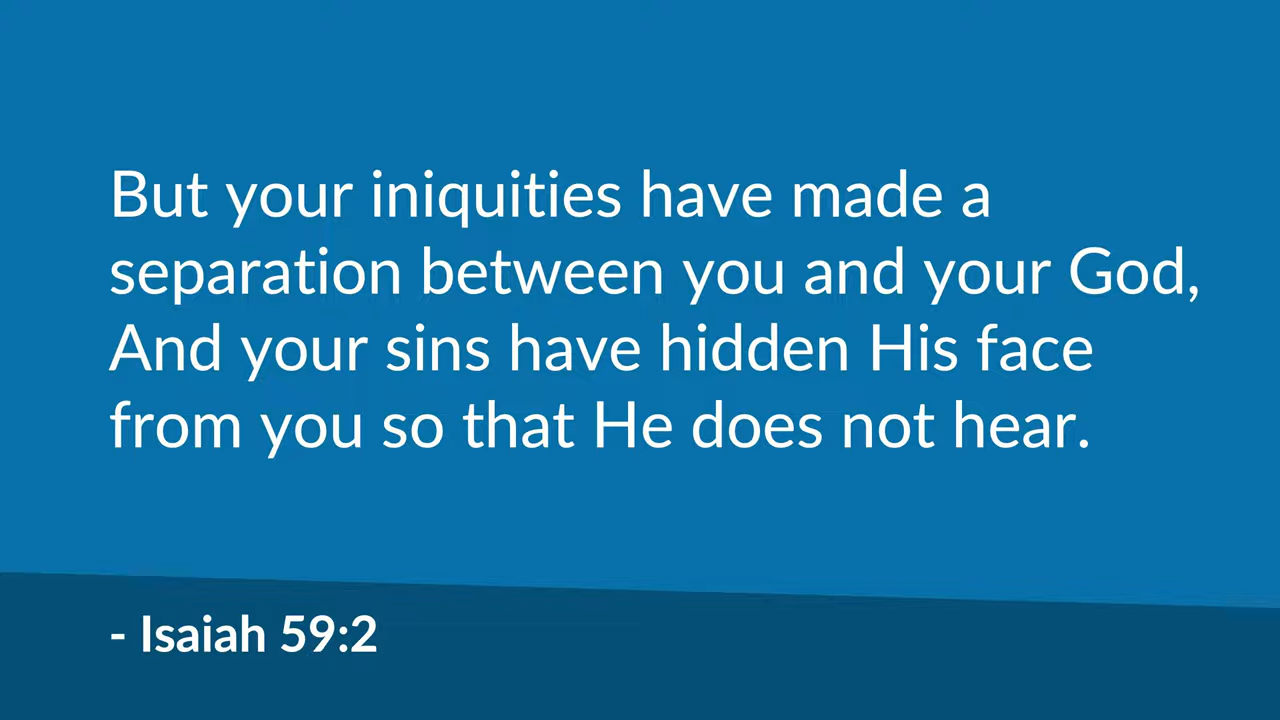 But your iniquities have made a
separation between you and your God,
And your sins have hidden His face
from you so that He does not hear.
- Isaiah 59:2